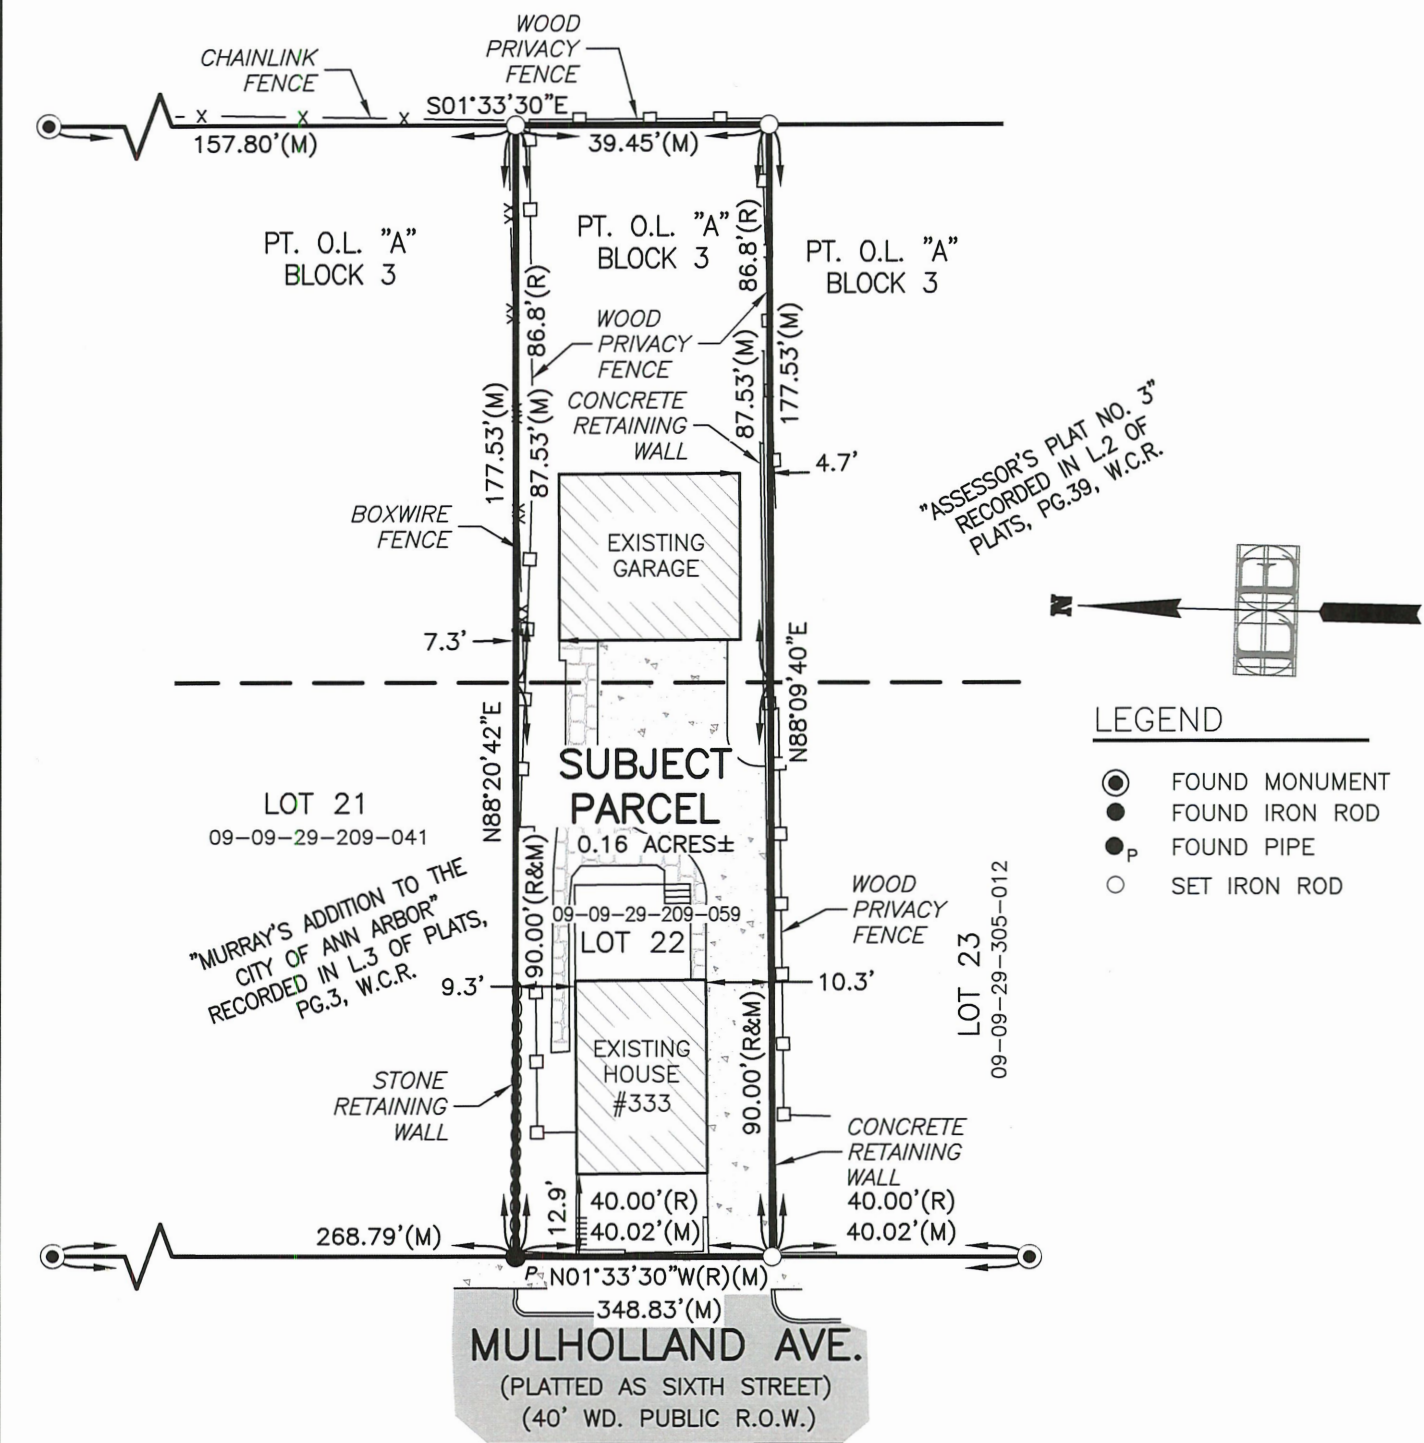 WOOD
PRIVACY
FENCE
CHAINLINK
FENCE
X X X
S01°33'30"E
157.80'(M)
39.45'(M)
PT. O.L. "A"
BLOCK 3
PT. O.L. "A"
BLOCK 3
PT. O.L. "A"
BLOCK 3
86.8'(R)
86.8'(R)
WOOD
PRIVACY
FENCE
177.53'(M)
87.53'(M)
87.53'(M)
177.53'(M)
CONCRETE
RETAINING
WALL
4.7'
"ASSESSOR'S PLAT NO. 3"
RECORDED IN L.2 OF
PLATS, PG.39, W.C.R.
BOXWIRE
FENCE
EXISTING
GARAGE
N
7.3'
N88°20'42"E
N88°09'40"E
SUBJECT
PARCEL
0.16 ACRES±
LEGEND
FOUND MONUMENT
FOUND IRON ROD
P FOUND PIPE
SET IRON ROD
LOT 21
09-09-29-209-041
"MURRAY'S ADDITION TO THE
CITY OF ANN ARBOR"
RECORDED IN L.3 OF PLATS,
PG.3, W.C.R.
90.00'(R&M)
09-09-29-209-059
LOT 22
WOOD
PRIVACY
FENCE
LOT 23
09-09-29-305-012
9.3'
10.3'
EXISTING
HOUSE
#333
90.00'(R&M)
STONE
RETAINING
WALL
CONCRETE
RETAINING
WALL
12.9'
40.00'(R)
40.02'(M)
40.00'(R)
40.02'(M)
268.79'(M)
P
N01°33'30"W(R)(M)
348.83'(M)
MULHOLLAND AVE.
(PLATTED AS SIXTH STREET)
(40' WD. PUBLIC R.O.W.)